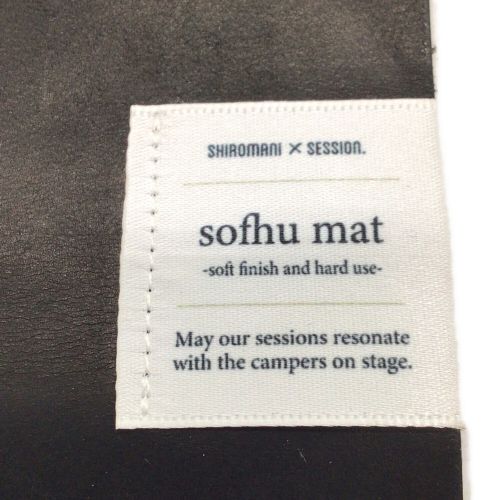 SHIROMANI × SESSION.
sofhu mat
-soft finish and hard use-
May our sessions resonate
with the campers on stage.